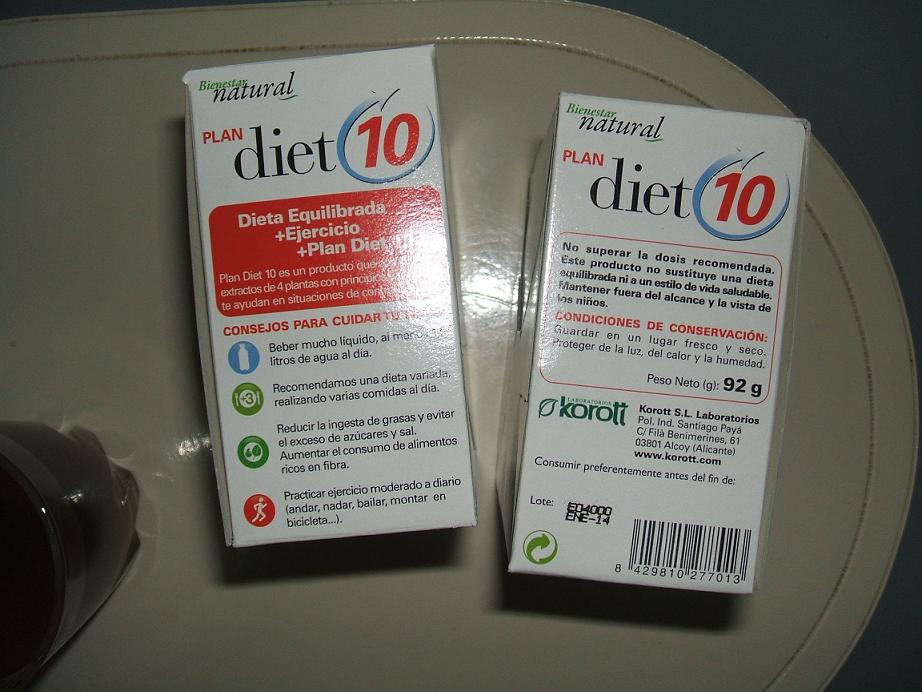 Bienestar
natural
PLAN
diet 10
Dieta Equilibrada
+Ejercicio
+Plan Diet
Plan Diet 10 es un producto que
extractos de 4 plantas con
te ayudan en situaciones de
CONSEJOS PARA CUIDAR TU
Beber mucho líquido, al
litros de agua al día.
Recomendamos una dieta variada,
realizando varias comidas al día.
Reducir la ingesta de grasas y evitar
el exceso de azúcares y sal.
Aumentar el consumo de alimentos
ricos en fibra.
Practicar ejercicio moderado a diario
(andar, nadar, bailar, montar en
bicicleta...).
Bienestar
natural
PLAN
diet 10
No superar la dosis recomendada.
Este producto no sustituye una dieta
equilibrada ni a un estilo de vida saludable.
Mantener fuera del alcance y la vista de
los niños.
CONDICIONES DE CONSERVACIÓN:
Guardar en un lugar fresco y seco.
Proteger de la luz, del calor y la humedad.
Peso Neto (g): 92 g
LABORATORIOS
korott
Korott S.L. Laboratorios
Pol. Ind. Santiago Payá
C/ Filà Benimerines, 61
03801 Alcoy (Alicante)
www.korott.com
Consumir preferentemente antes del fin de:
Lote: E04000
ENE-14
8 429810 277013